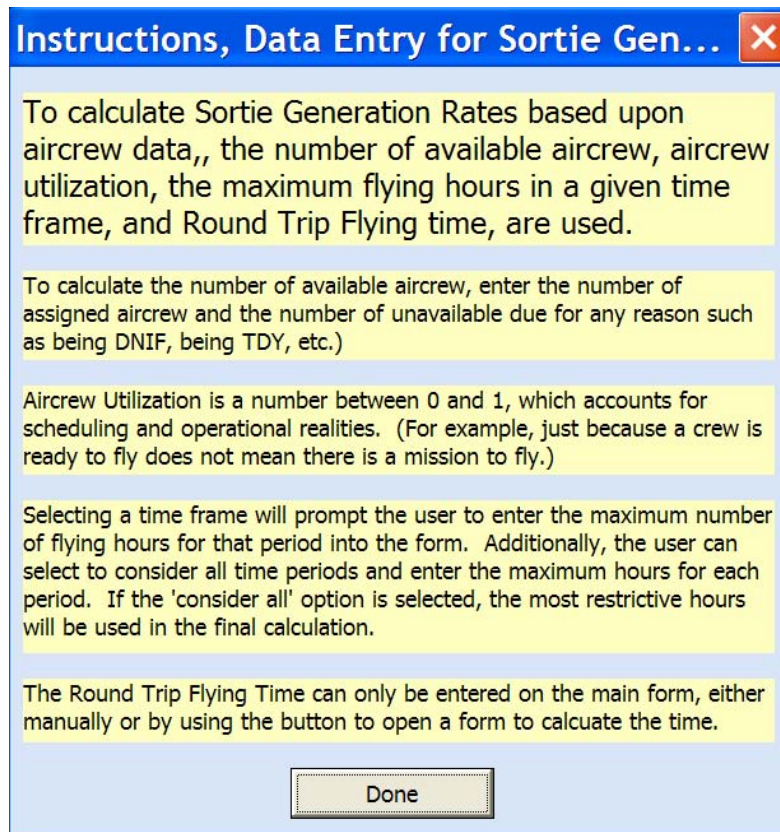 Instructions, Data Entry for Sortie Gen...
To calculate Sortie Generation Rates based upon
aircrew data,, the number of available aircrew, aircrew
utilization, the maximum flying hours in a given time
frame, and Round Trip Flying time, are used.
To calculate the number of available aircrew, enter the number of
assigned aircrew and the number of unavailable due for any reason such
as being DNIF, being TDY, etc.)
Aircrew Utilization is a number between 0 and 1, which accounts for
scheduling and operational realities.  (For example, just because a crew is
ready to fly does not mean there is a mission to fly.)
Selecting a time frame will prompt the user to enter the maximum number
of flying hours for that period into the form.  Additionally, the user can
select to consider all time periods and enter the maximum hours for each
period.  If the 'consider all' option is selected, the most restrictive hours
will be used in the final calculation.
The Round Trip Flying Time can only be entered on the main form, either
manually or by using the button to open a form to calcuate the time.
Done